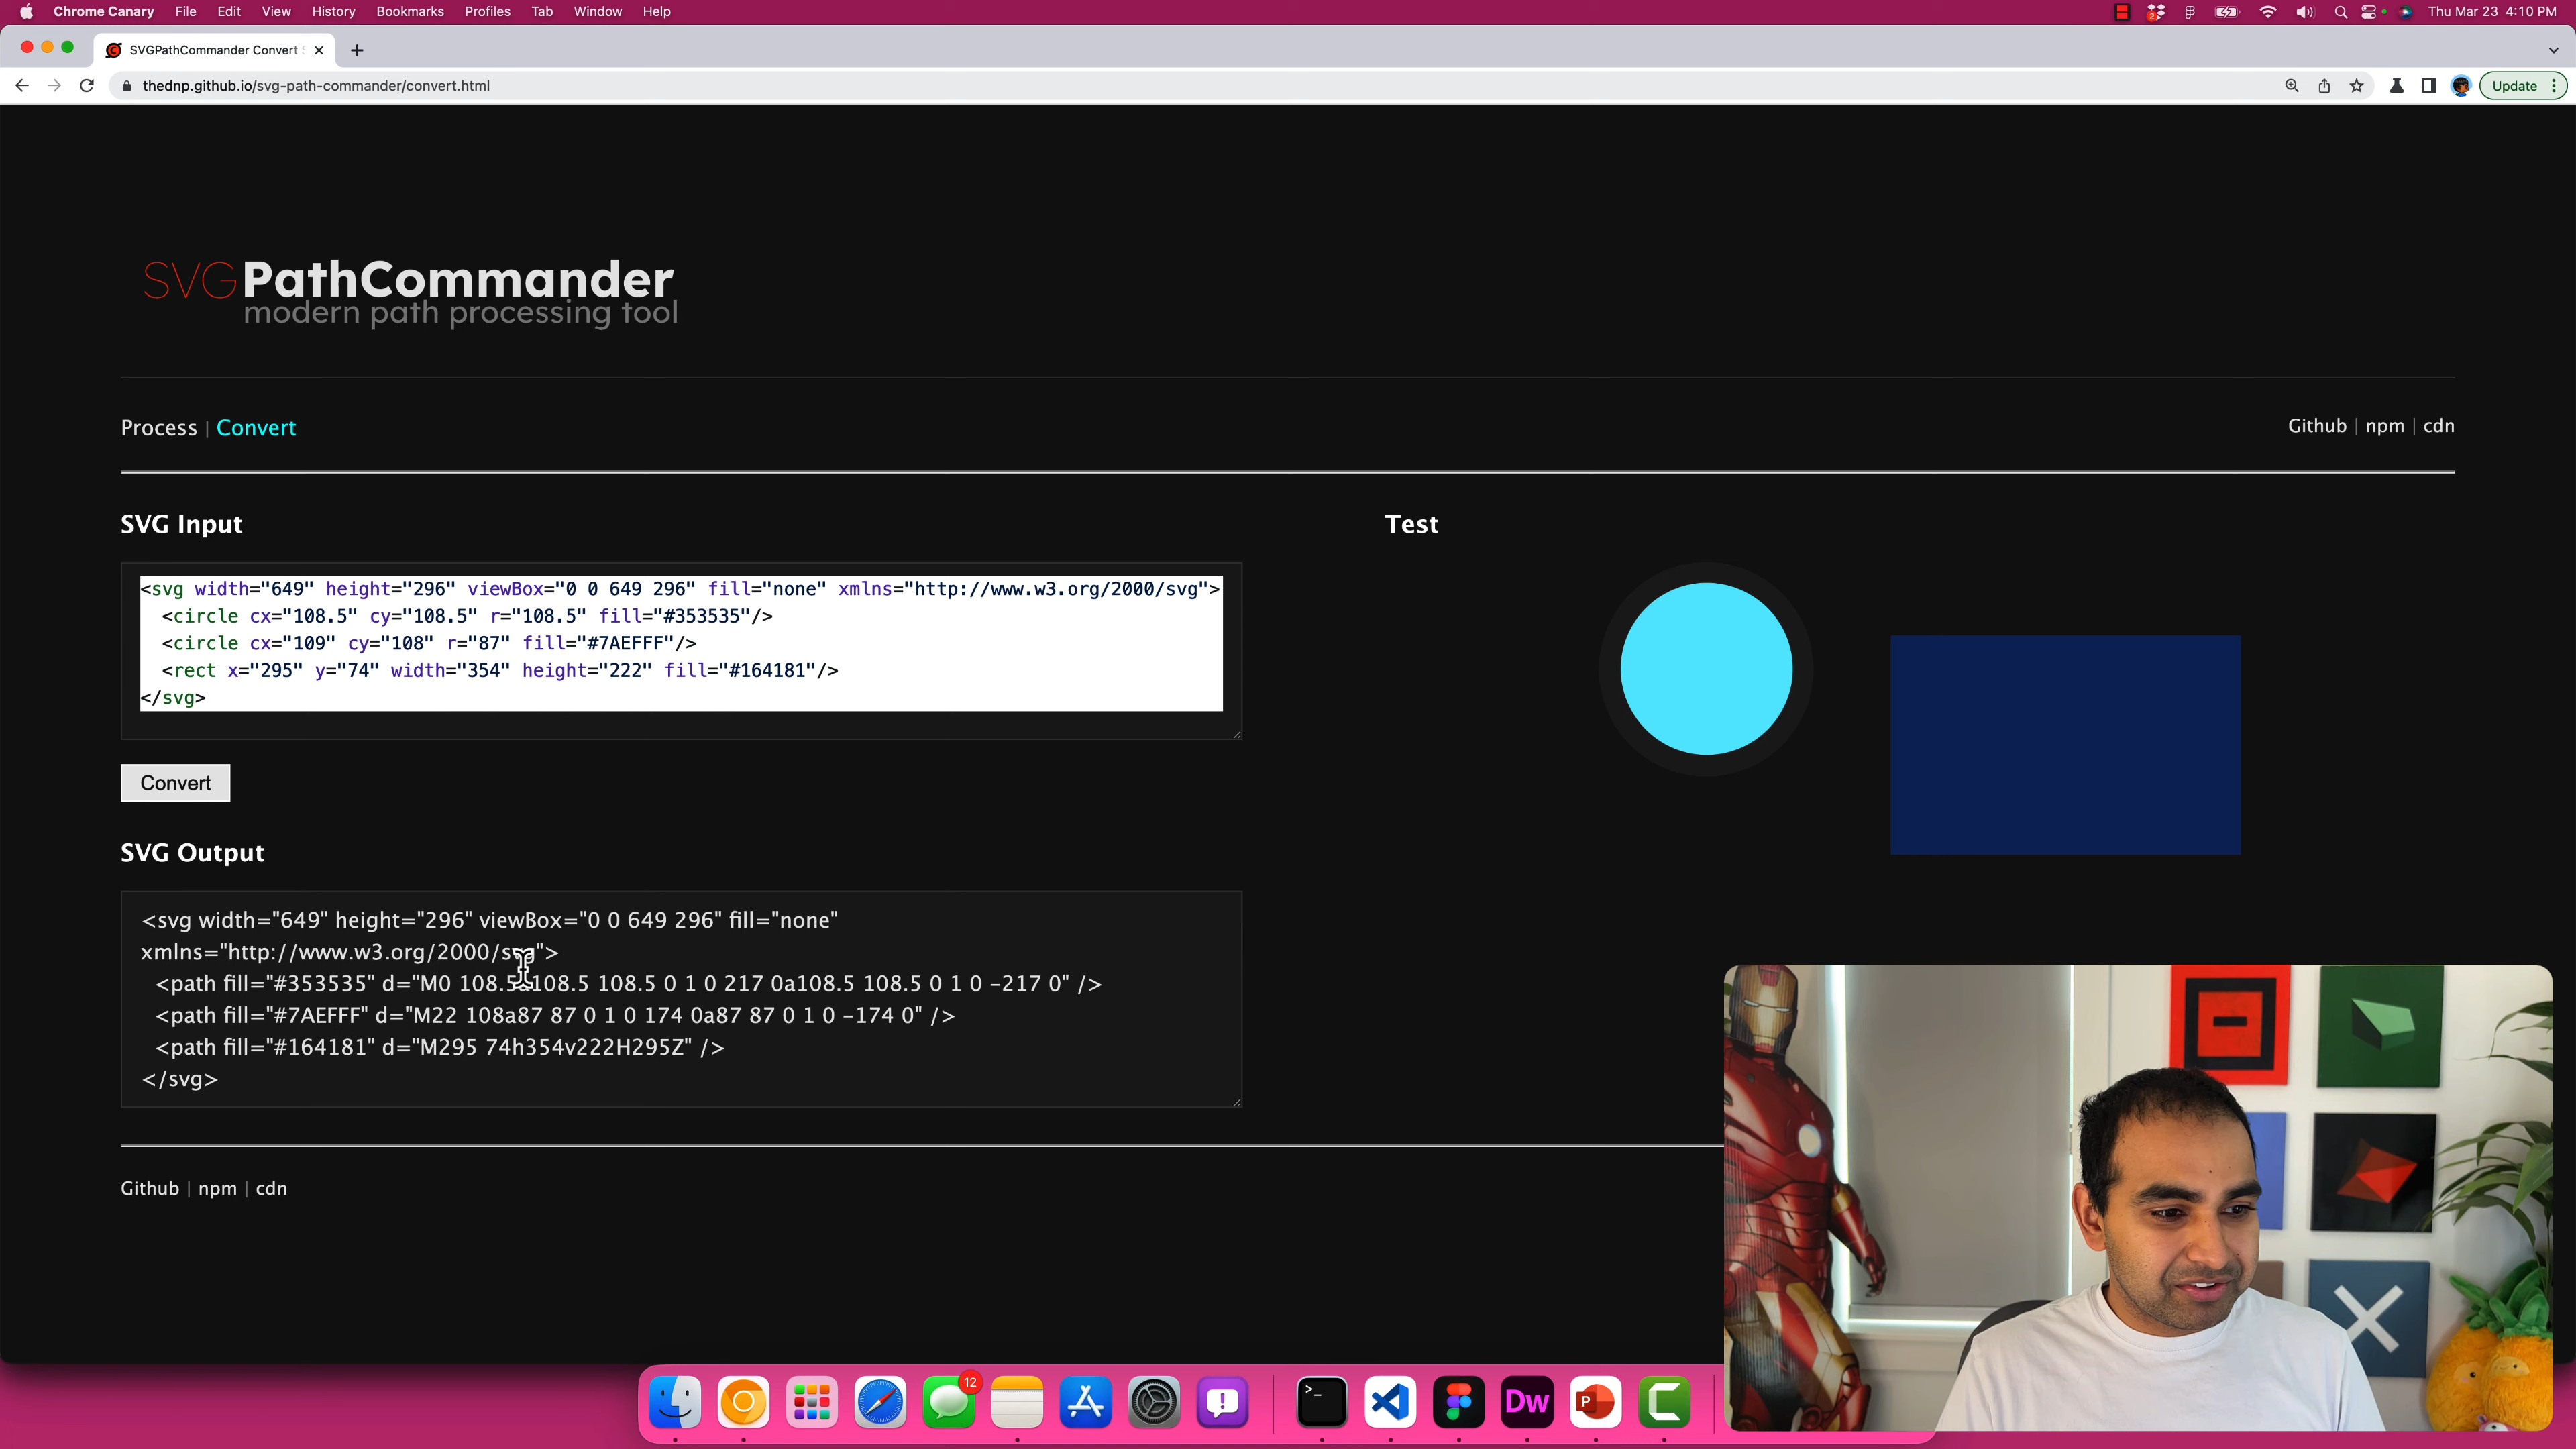 Chrome Canary File Edit View History Bookmarks Profiles Tab Window Help
2
Thu Mar 23 4:10 PM
SVGPathCommander Convert
thednp.github.io/svg-path-commander/convert.html
Update
SVGPathCommander
modern path processing tool
Process | Convert
Github | npm | cdn
SVG Input
<svg width="649" height="296" viewBox="0 0 649 296" fill="none" xmlns="http://www.w3.org/2000/svg">
<circle cx="108.5" cy="108.5" r="108.5" fill="#353535"/>
<circle cx="109" cy="108" r="87" fill="#7AEFFF"/>
<rect x="295" y="74" width="354" height="222" fill="#164181"/>
</svg>
Convert
SVG Output
<svg width="649" height="296" viewBox="0 0 649 296" fill="none"
xmlns="http://www.w3.org/2000/svg">
<path fill="#353535" d="M0 108.5a108.5 108.5 0 1 0 217 0a108.5 108.5 0 1 0 -217 0" />
<path fill="#7AEFFF" d="M22 108a87 87 0 1 0 174 0a87 87 0 1 0 -174 0" />
<path fill="#164181" d="M295 74h354v222H295Z" />
</svg>
Github | npm | cdn
Test
12
>_
Dw
P